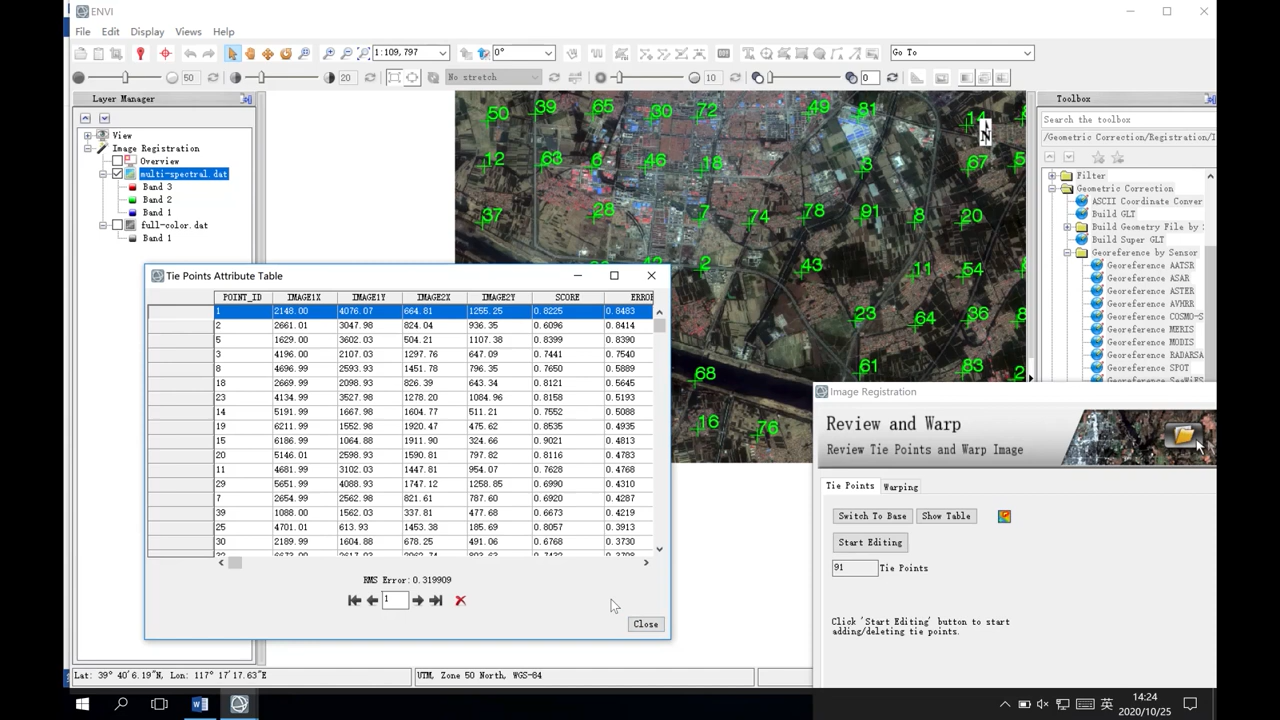 ENVI
File Edit Display Views Help
1:109,797 0° Go To
50 20 No stretch 10 0
Layer Manager
View
Image Registration
Overview
multi-spectral.dat
Band 3
Band 2
Band 1
full-color.dat
Band 1
50 39 65 30 72 49 81 14
N
12 63 6 46 18 3 67
37 28 7 74 78 91 8 20
2 43 11 54
23 64 36
68 61 83
16 76
Toolbox
Search the toolbox
/Geometric Correction/Registration/I
Filter
Geometric Correction
ASCII Coordinate Conver
Build GLT
Build Geometry File by
Build Super GLT
Georeference by Sensor
Georeference AATSR
Georeference ASAR
Georeference ASTER
Georeference AVHRR
Georeference COSMO-S
Georeference MERIS
Georeference MODIS
Georeference RADARSA
Georeference SPOT
Georeference SeaWiFS
Tie Points Attribute Table
POINT_ID IMAGE1X IMAGE1Y IMAGE2X IMAGE2Y SCORE ERROR
1 2148.00 4076.07 664.81 1255.25 0.8225 0.8483
2 2661.01 3047.98 824.04 936.35 0.6096 0.8414
5 1629.00 3602.03 504.21 1107.38 0.8399 0.8390
3 4196.00 2107.03 1297.76 647.09 0.7441 0.7540
8 4696.99 2593.93 1451.78 796.35 0.7650 0.5889
18 2669.99 2098.93 826.39 643.34 0.8121 0.5645
23 4134.99 3527.98 1278.20 1084.96 0.8158 0.5193
14 5191.99 1667.98 1604.77 511.21 0.7552 0.5088
19 6211.99 1552.98 1920.47 475.62 0.8535 0.4935
15 6186.99 1064.88 1911.90 324.66 0.9021 0.4813
20 5146.01 2598.93 1590.81 797.82 0.8116 0.4783
11 4681.99 3102.03 1447.81 954.07 0.7628 0.4768
29 5651.99 4088.93 1747.12 1258.85 0.6990 0.4310
7 2654.99 2562.98 821.61 787.60 0.6920 0.4287
39 1088.00 1562.03 337.81 477.68 0.6673 0.4219
25 4701.01 613.93 1453.38 185.69 0.8057 0.3913
30 2189.99 1604.88 678.25 491.06 0.6768 0.3730
RMS Error:0.319909
1
Close
Image Registration
Review and Warp
Review Tie Points and Warp Image
Tie Points Warping
Switch To Base Show Table
Start Editing
91 Tie Points
Click 'Start Editing' button to start
adding/deleting tie points.
Lat: 39° 40'6.19"N, Lon: 117° 17'17.63"E UTM, Zone 50 North, WGS-84
英
14:24
2020/10/25